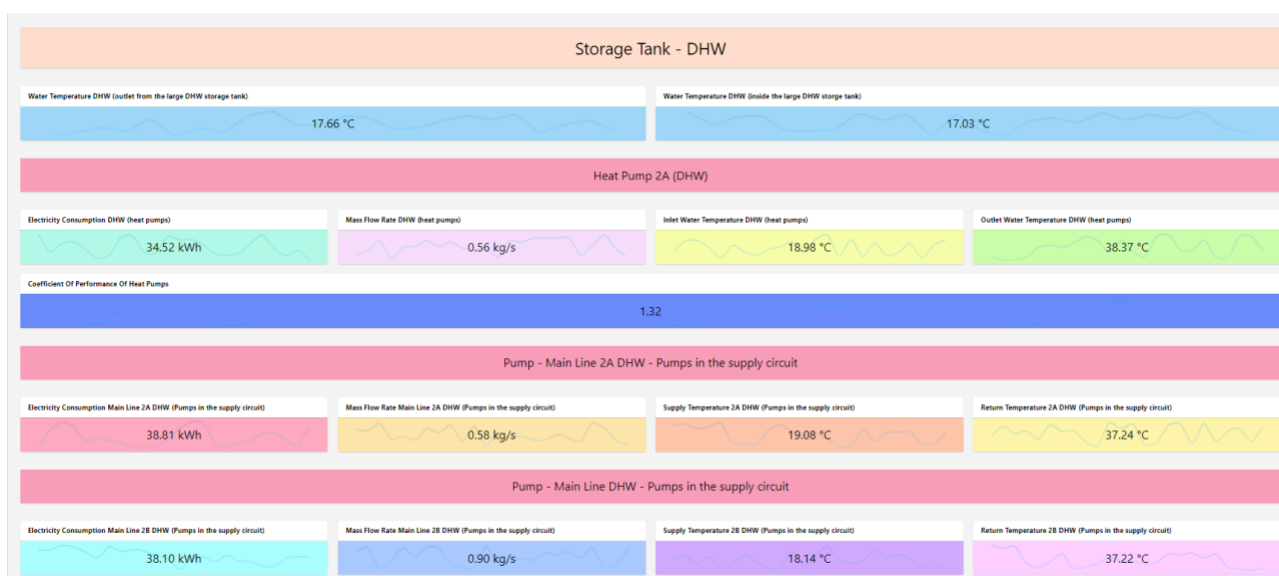 Storage Tank - DHW
Water Temperature DHW (outlet from the large DHW storage tank)
Water Temperature DHW (inside the large DHW storge tank)
17.66 °C
17.03 °C
Heat Pump 2A (DHW)
Electricity Consumption DHW (heat pumps)
Mass Flow Rate DHW (heat pumps)
Inlet Water Temperature DHW (heat pumps)
Outlet Water Temperature DHW (heat pumps)
34.52 kWh
0.56 kg/s
18.98 °C
38.37 °C
Coefficient Of Performance Of Heat Pumps
1.32
Pump - Main Line 2A DHW - Pumps in the supply circuit
Electricity Consumption Main Line 2A DHW (Pumps in the supply circuit)
Mass Flow Rate Main Line 2A DHW (Pumps in the supply circuit)
Supply Temperature 2A DHW (Pumps in the supply circuit)
Return Temperature 2A DHW (Pumps in the supply circuit)
38.81 kWh
0.58 kg/s
19.08 °C
37.24 °C
Pump - Main Line DHW - Pumps in the supply circuit
Electricity Consumption Main Line 2B DHW (Pumps in the supply circuit)
Mass Flow Rate Main Line 2B DHW (Pumps in the supply circuit)
Supply Temperature 2B DHW (Pumps in the supply circuit)
Return Temperature 2B DHW (Pumps in the supply circuit)
38.10 kWh
0.90 kg/s
18.14 °C
37.22 °C